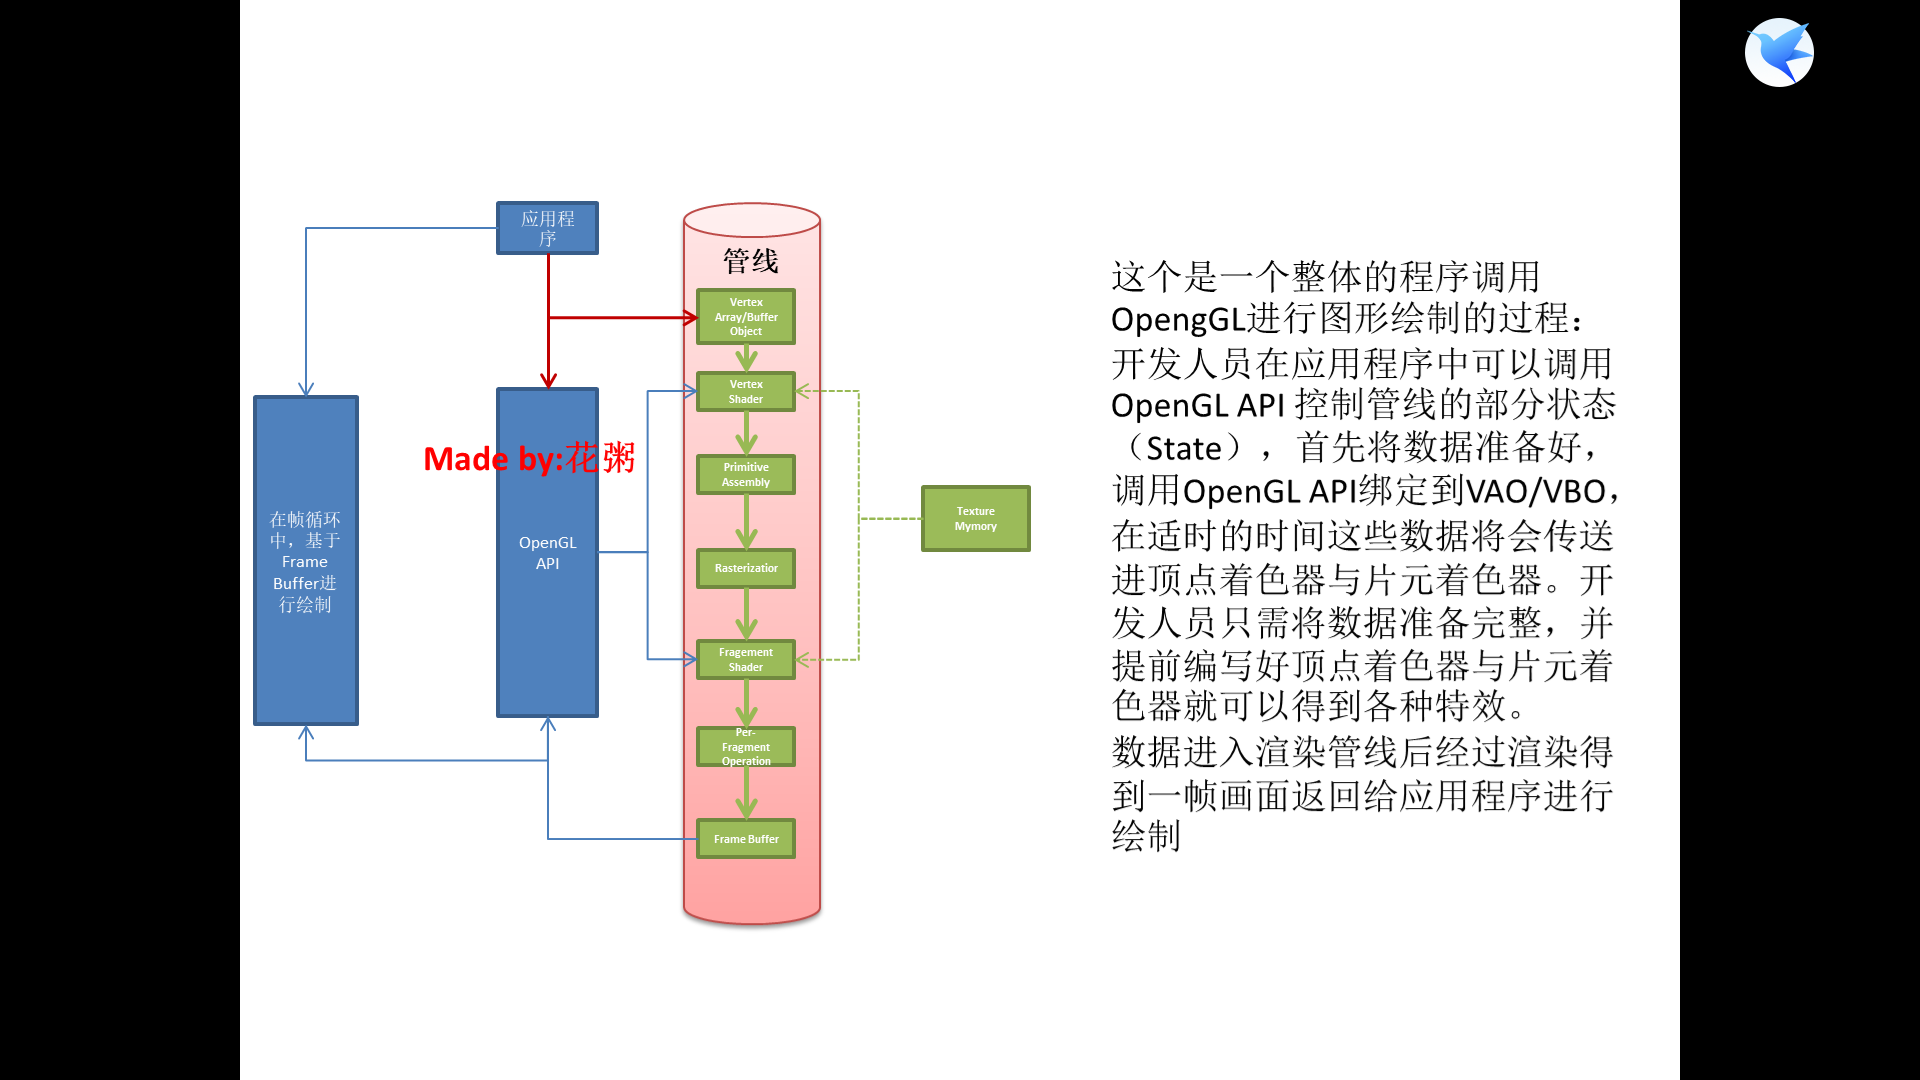 应用程
序
管线
Vertex
Array/Buffer
Object
Vertex
Shader
Made by:花粥
Primitive
Assembly
在帧循环
中，基于
Frame
Buffer进
行绘制
OpenGL
API
Texture
Mymory
Rasterizatior
Fragement
Shader
Per-
Fragment
Operation
Frame Buffer
这个是一个整体的程序调用
OpengGL进行图形绘制的过程：
开发人员在应用程序中可以调用
OpenGL API 控制管线的部分状态
（State），首先将数据准备好，
调用OpenGL API绑定到VAO/VBO，
在适时的时间这些数据将会传送
进顶点着色器与片元着色器。开
发人员只需将数据准备完整，并
提前编写好顶点着色器与片元着
色器就可以得到各种特效。
数据进入渲染管线后经过渲染得
到一帧画面返回给应用程序进行
绘制